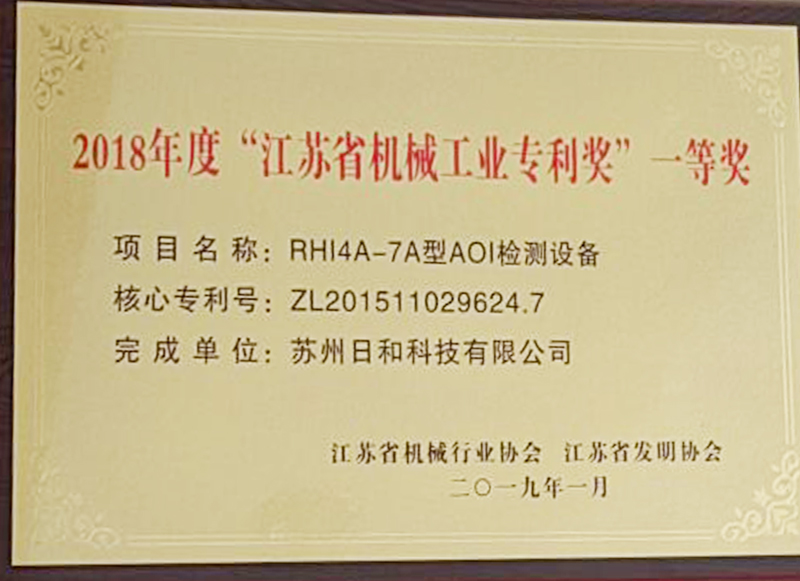 2018年度“江苏省机械工业专利奖”一等奖
项目名称：RHI4A-7A型AOI检测设备
核心专利号：ZL201511029624.7
完成单位：苏州日和科技有限公司
江苏省机械行业协会 江苏省发明协会
二〇一九年一月